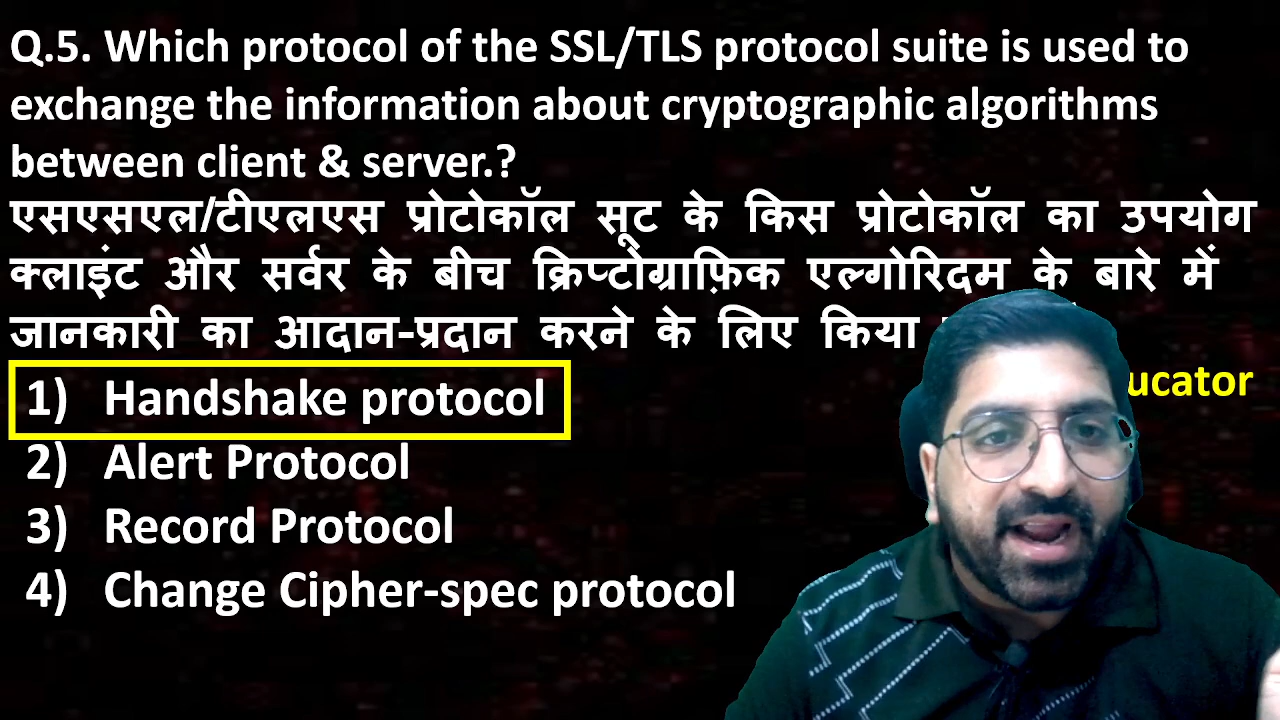 Q.5. Which protocol of the SSL/TLS protocol suite is used to
exchange the information about cryptographic algorithms
between client & server.?
एसएसएल/टीएलएस प्रोटोकॉल सूट के किस प्रोटोकॉल का उपयोग
क्लाइंट और सर्वर के बीच क्रिप्टोग्राफ़िक एल्गोरिदम के बारे में
जानकारी का आदान-प्रदान करने के लिए किया
1) Handshake protocol
2) Alert Protocol
3) Record Protocol
4) Change Cipher-spec protocol